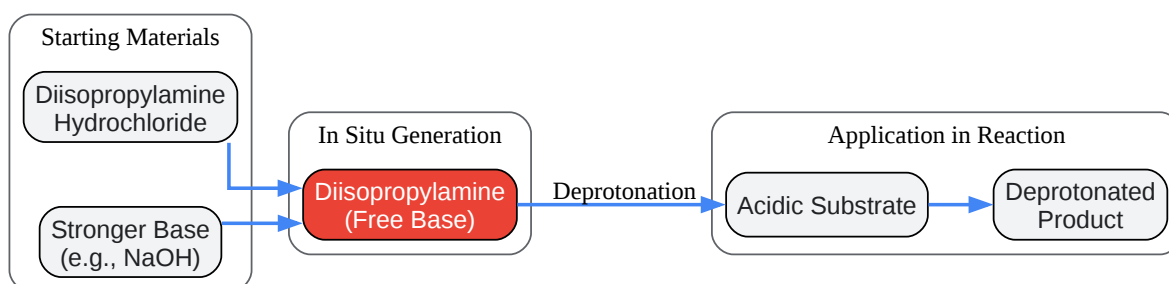 Starting Materials
Diisopropylamine
Hydrochloride
Stronger Base
(e.g., NaOH)
In Situ Generation
Diisopropylamine
(Free Base)
Deprotonation
Application in Reaction
Acidic Substrate
Deprotonated
Product